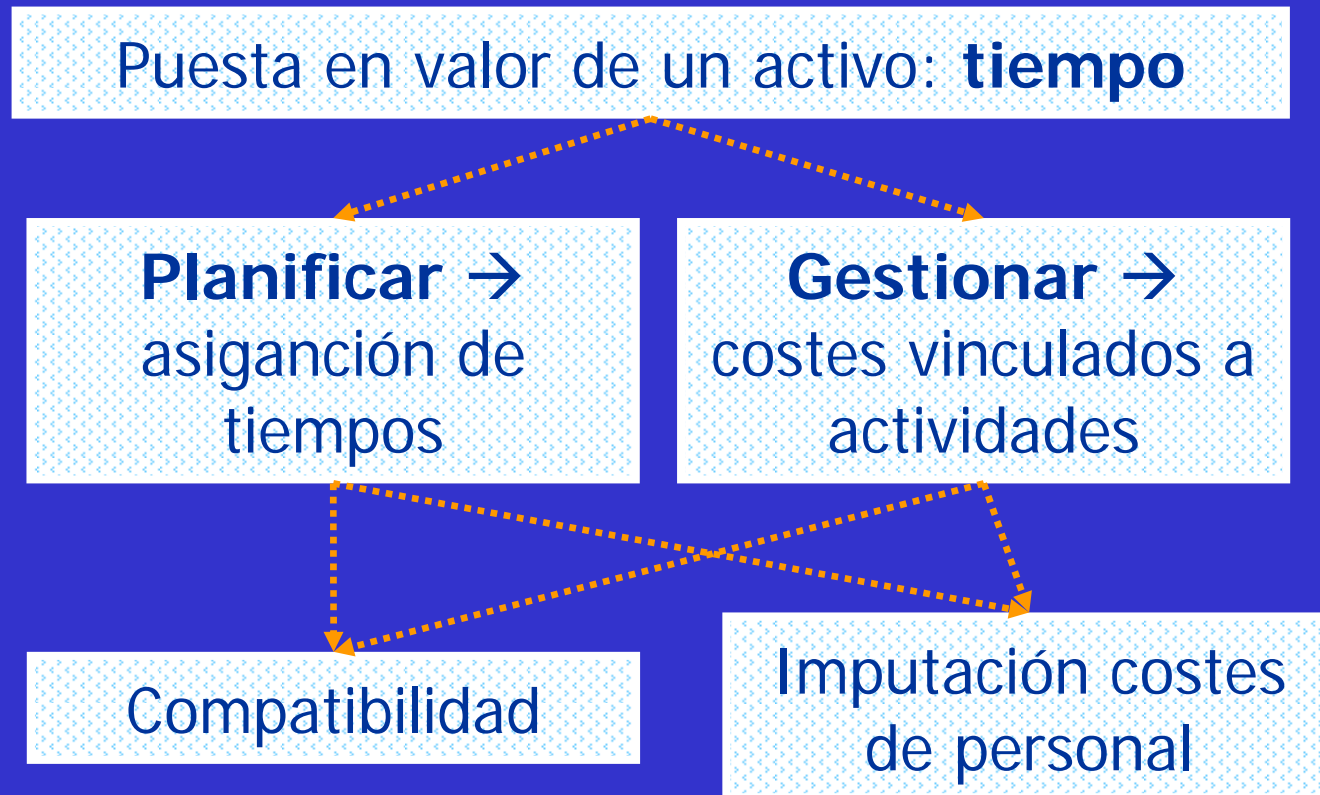 Puesta en valor de un activo: tiempo
Planificar →
asiganción de
tiempos
Gestionar →
costes vinculados a
actividades
Compatibilidad
Imputación costes
de personal